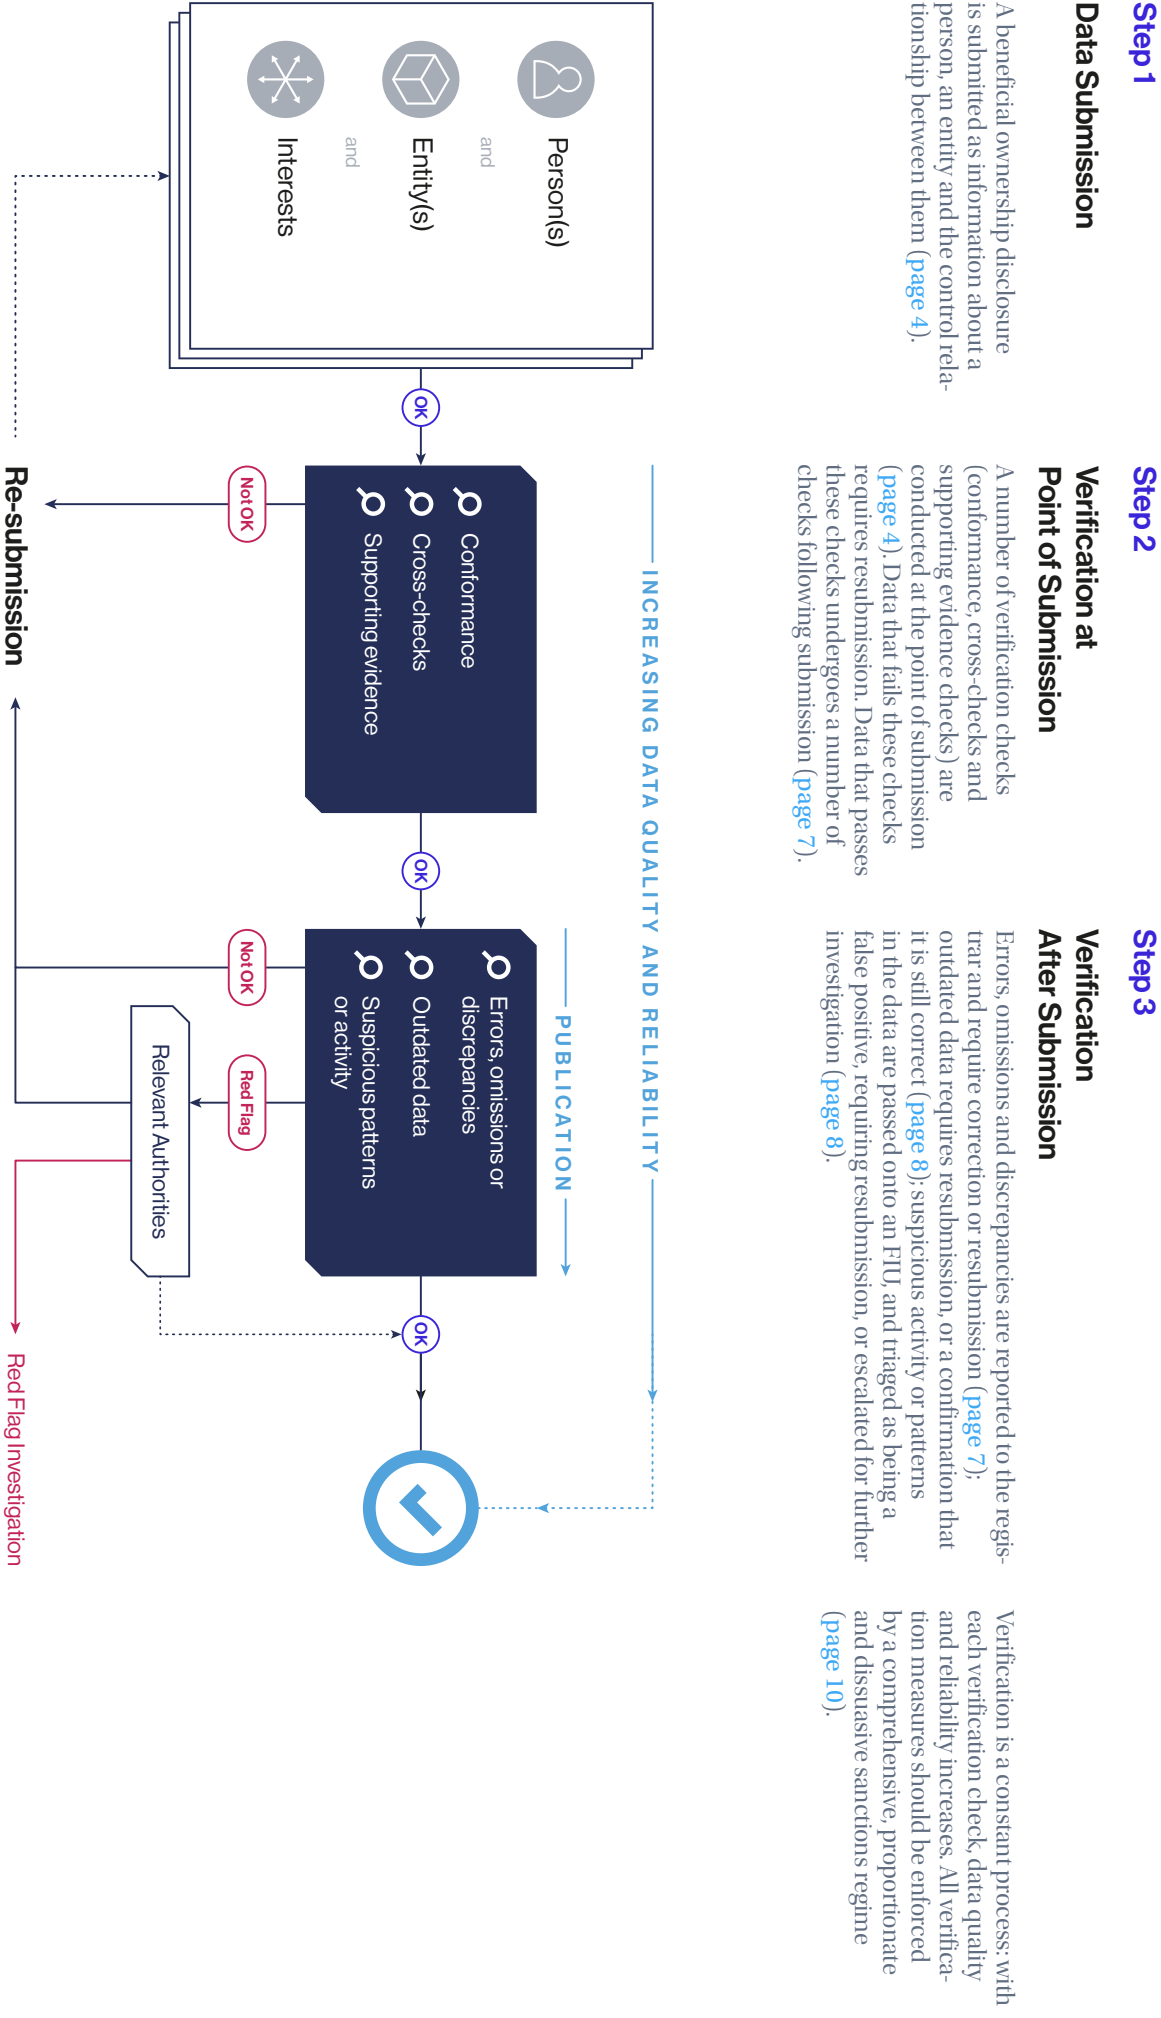 Step 1
Data Submission
A beneficial ownership disclosure
is submitted as information about a
person, an entity and the control rela-
tionship between them (page 4).
Step 2
Verification at
Point of Submission
A number of verification checks
(conformance, cross-checks and
supporting evidence checks) are
conducted at the point of submission
(page 4). Data that fails these checks
requires resubmission. Data that passes
these checks undergoes a number of
checks following submission (page 7).
Step 3
Verification
After Submission
Errors, omissions and discrepancies are reported to the regis-
trar and require correction or resubmission (page 7);
outdated data requires resubmission, or a confirmation that
it is still correct (page 8); suspicious activity or patterns
in the data are passed onto an FIU, and triaged as being a
false positive, requiring resubmission, or escalated for further
investigation (page 8).
Verification is a constant process: with
each verification check, data quality
and reliability increases. All verifica-
tion measures should be enforced
by a comprehensive, proportionate
and dissuasive sanctions regime
(page 10).
INCREASING DATA QUALITY AND RELIABILITY
PUBLICATION
Person(s)
and
Entity(s)
and
Interests
OK
Conformance
Cross-checks
Supporting evidence
Not OK
OK
Errors, omissions or
discrepancies
Outdated data
Suspicious patterns
or activity
Not OK
Red Flag
OK
Relevant Authorities
Re-submission
Red Flag Investigation